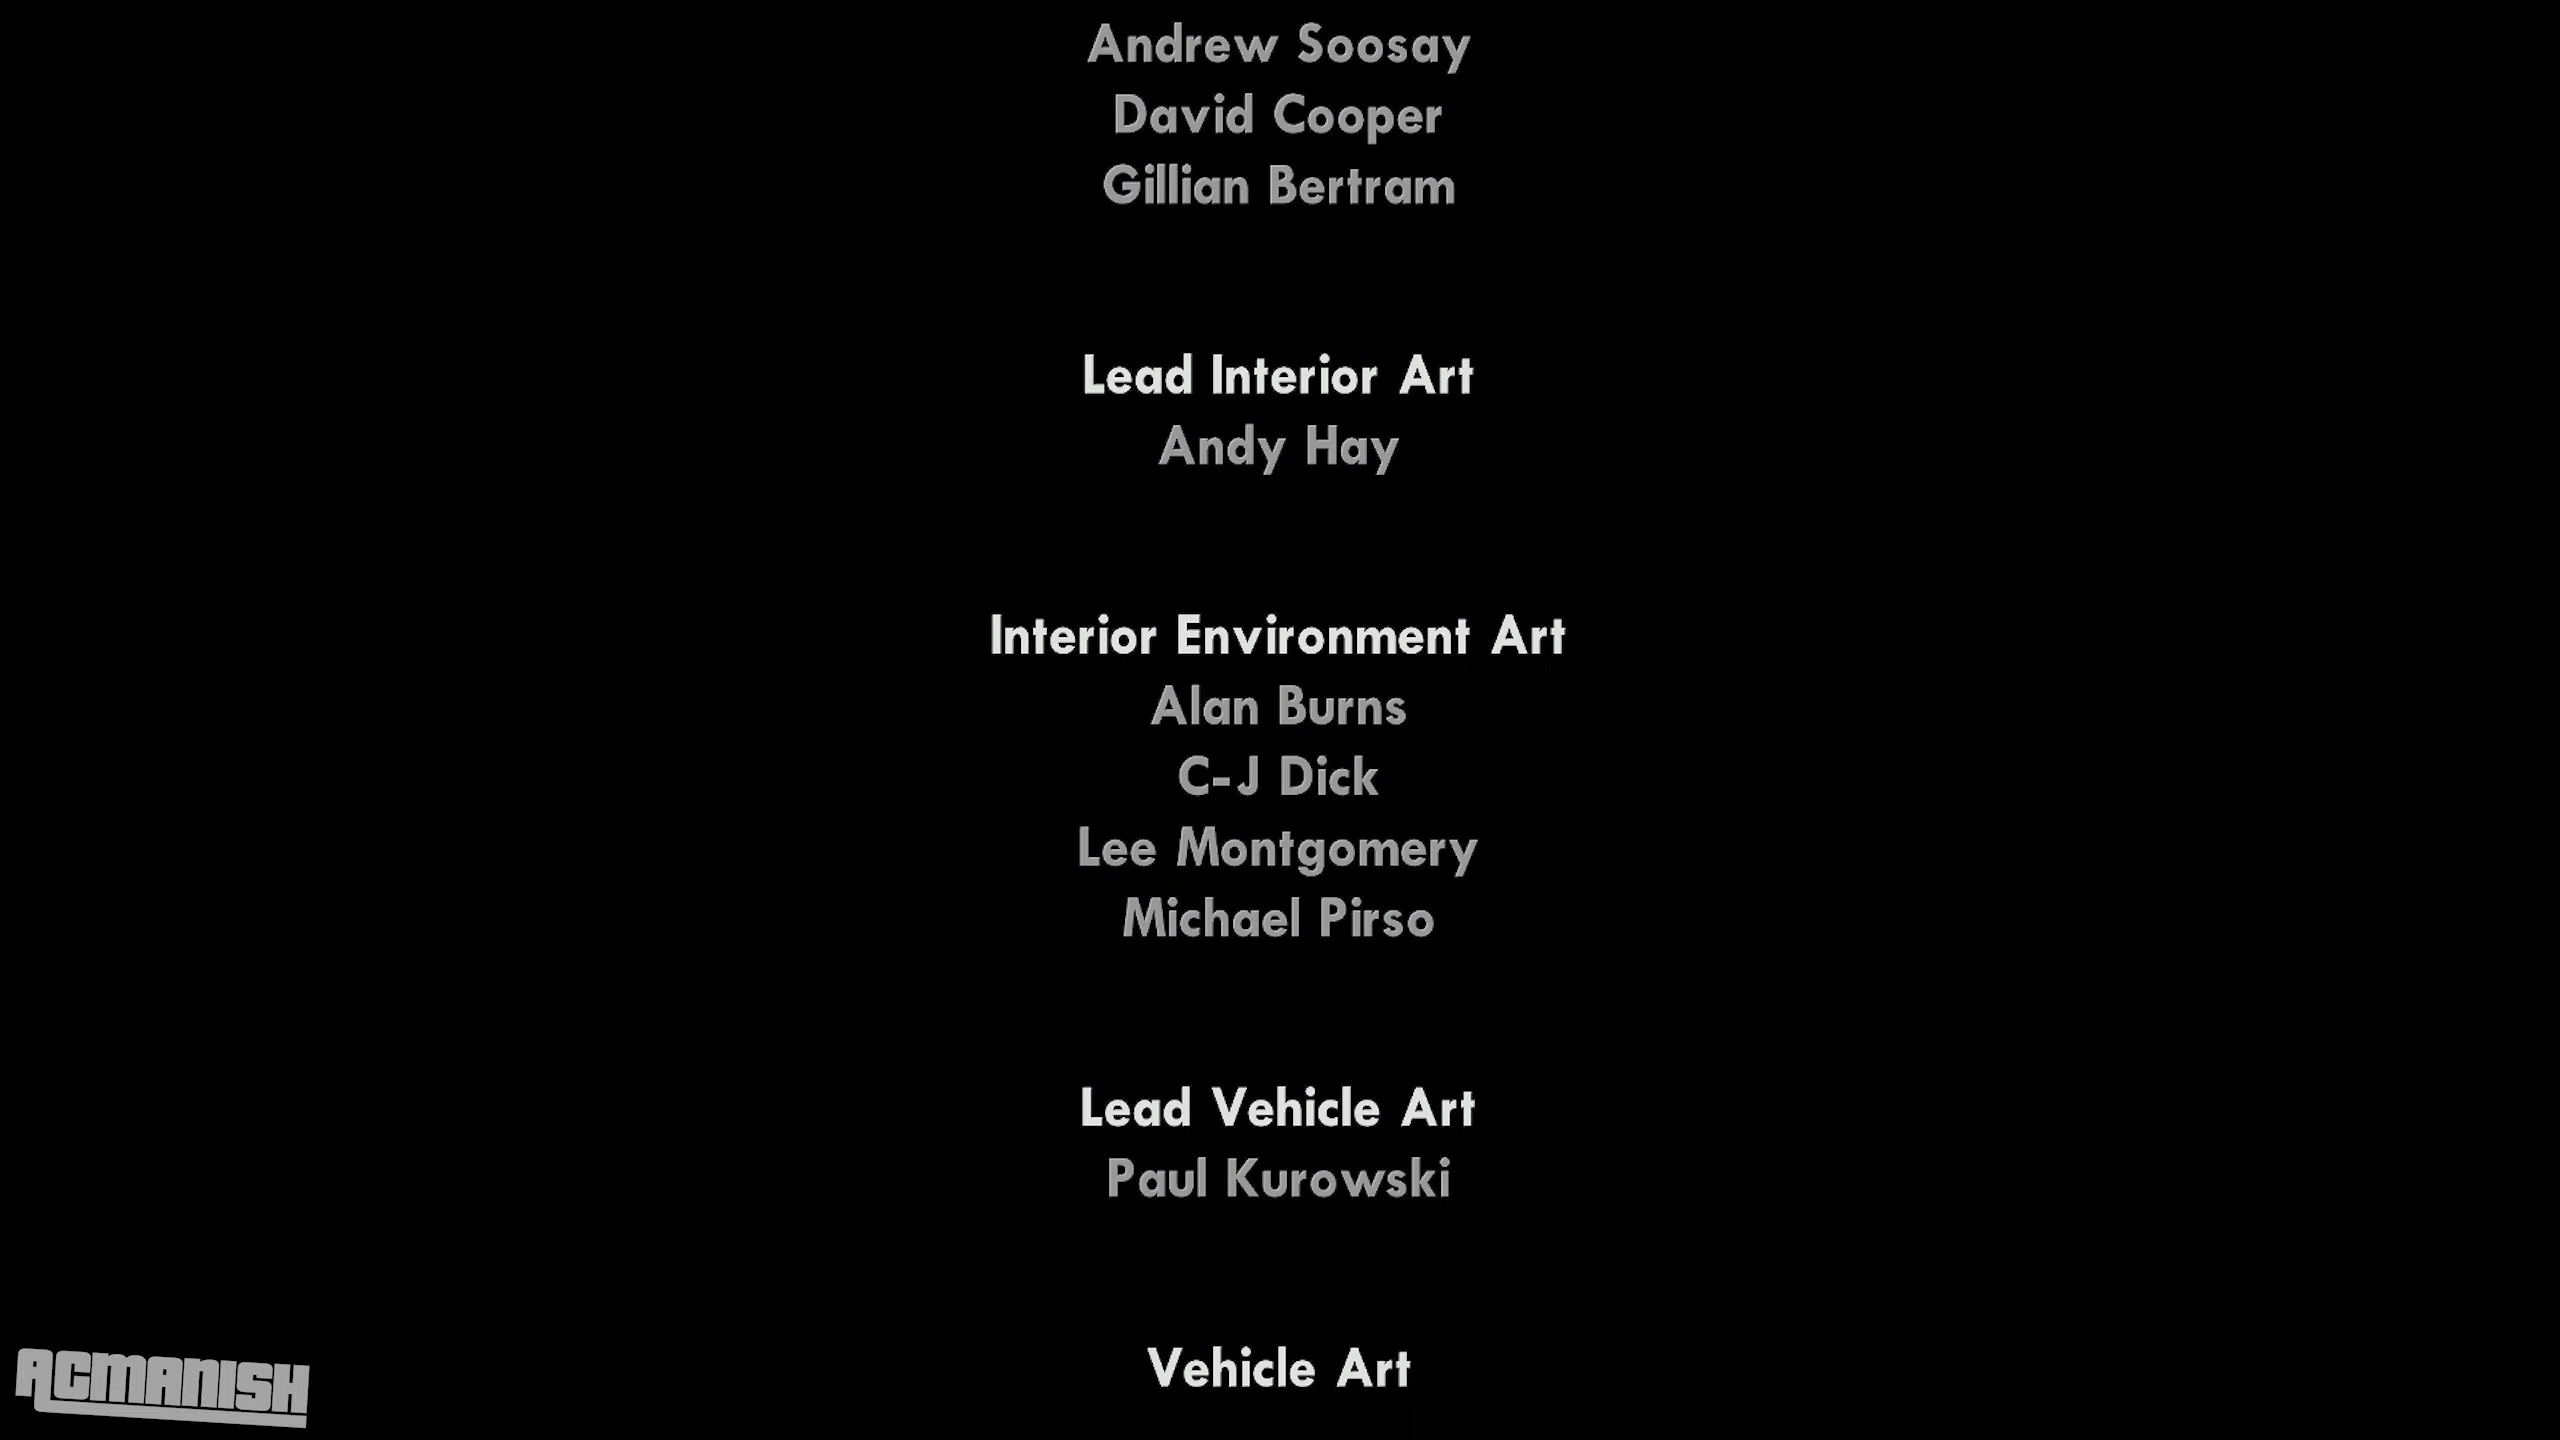 Andrew Soosay
David Cooper
Gillian Bertram
Lead Interior Art
Andy Hay
Interior Environment Art
Alan Burns
C-J Dick
Lee Montgomery
Michael Pirso
Lead Vehicle Art
Paul Kurowski
Vehicle Art
ACMANISH